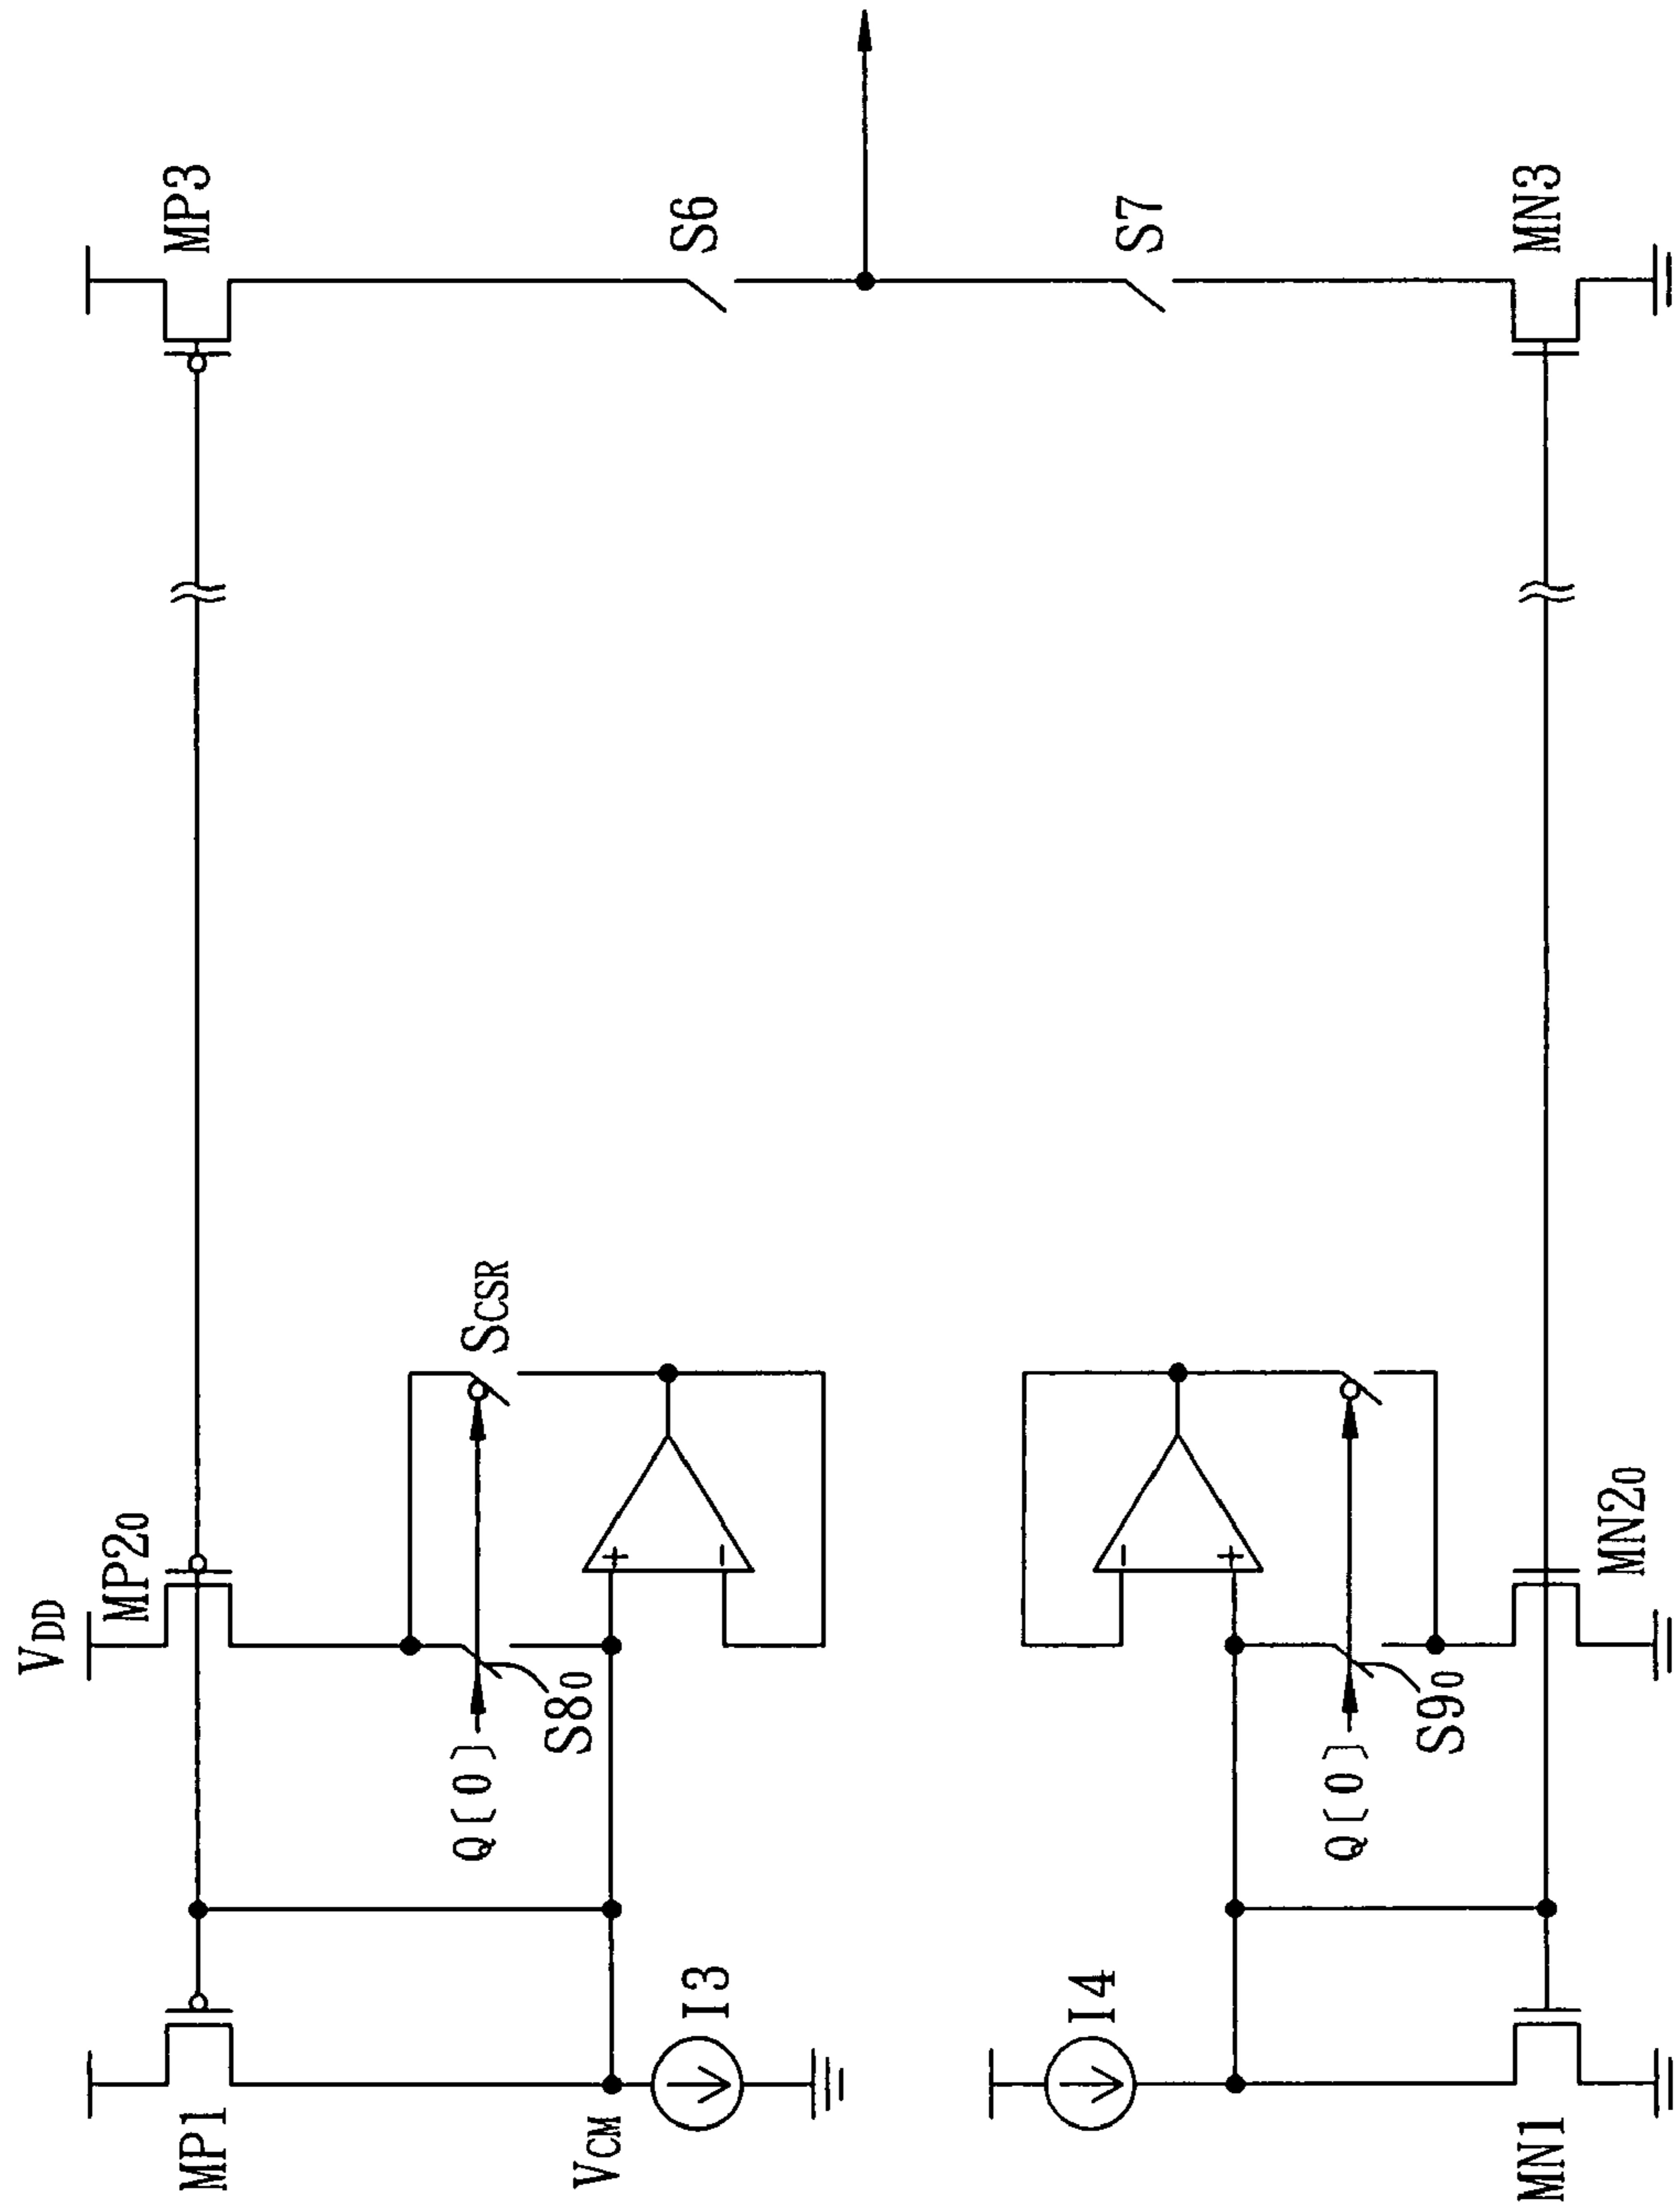 VDD
MP1
MP20
MP3
Q[0]
SCSR
S80
S6
VCM
I3
I4
S7
Q[0]
S90
MN1
MN20
MN3
+
−
−
+